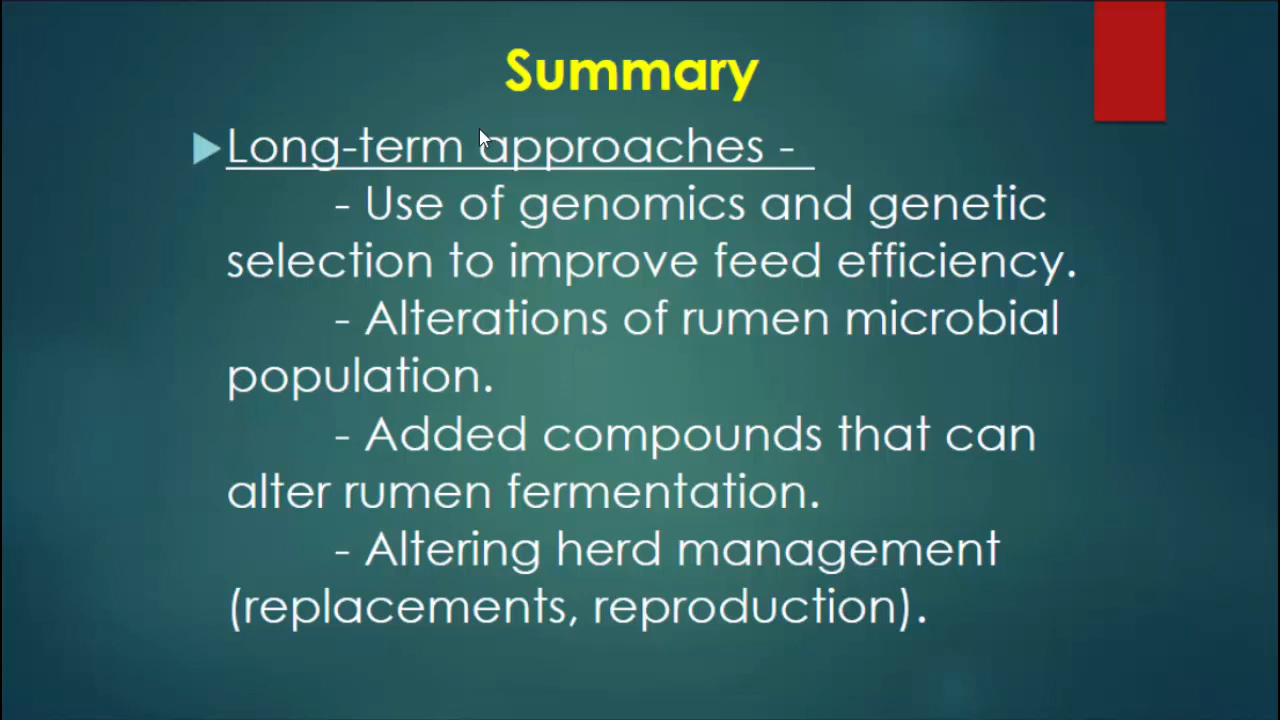 Summary
Long-term approaches -
- Use of genomics and genetic
selection to improve feed efficiency.
- Alterations of rumen microbial
population.
- Added compounds that can
alter rumen fermentation.
- Altering herd management
(replacements, reproduction).